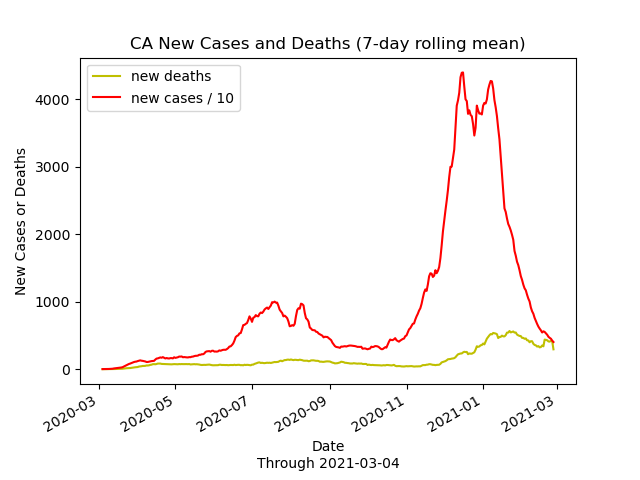 CA New Cases and Deaths (7-day rolling mean)
new deaths
new cases / 10
4000
3000
2000
1000
0
New Cases or Deaths
2020-03
2020-05
2020-07
2020-09
2020-11
2021-01
2021-03
Date
Through 2021-03-04